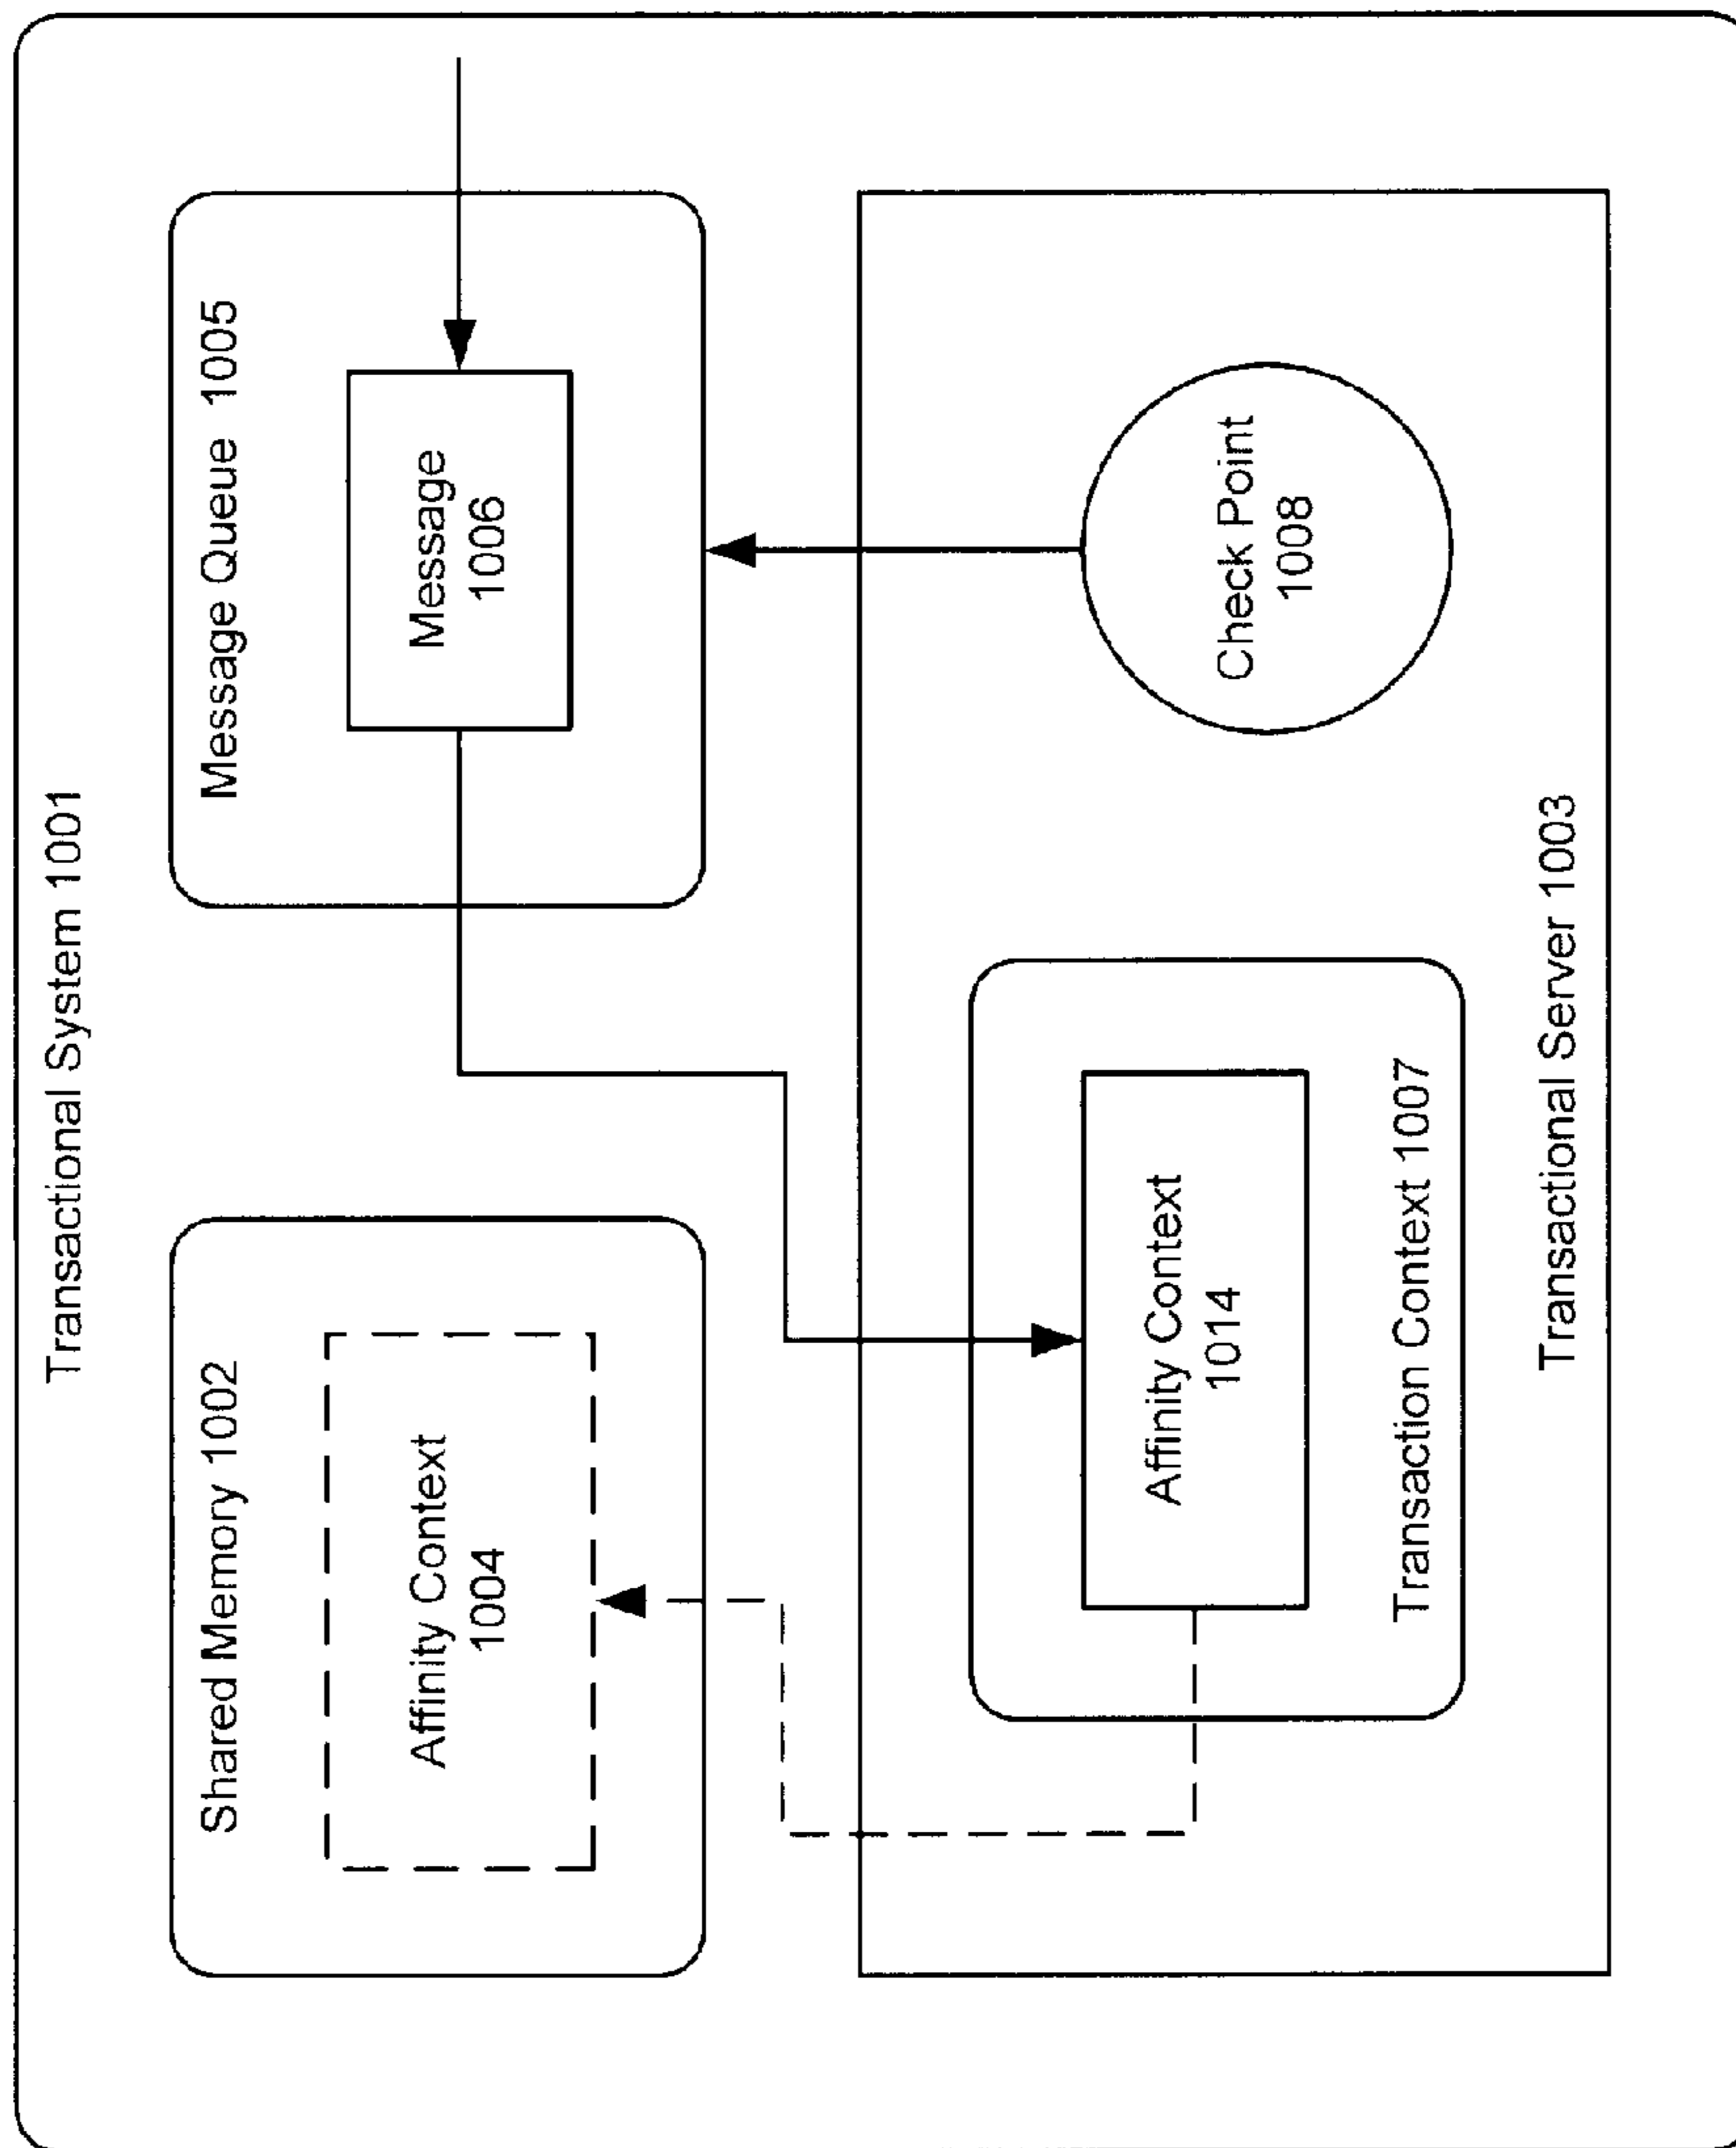 Transactional System 1001
Shared Memory 1002
Affinity Context
1004
Message Queue 1005
Message
1006
Affinity Context
1014
Transaction Context 1007
Check Point
1008
Transactional Server 1003